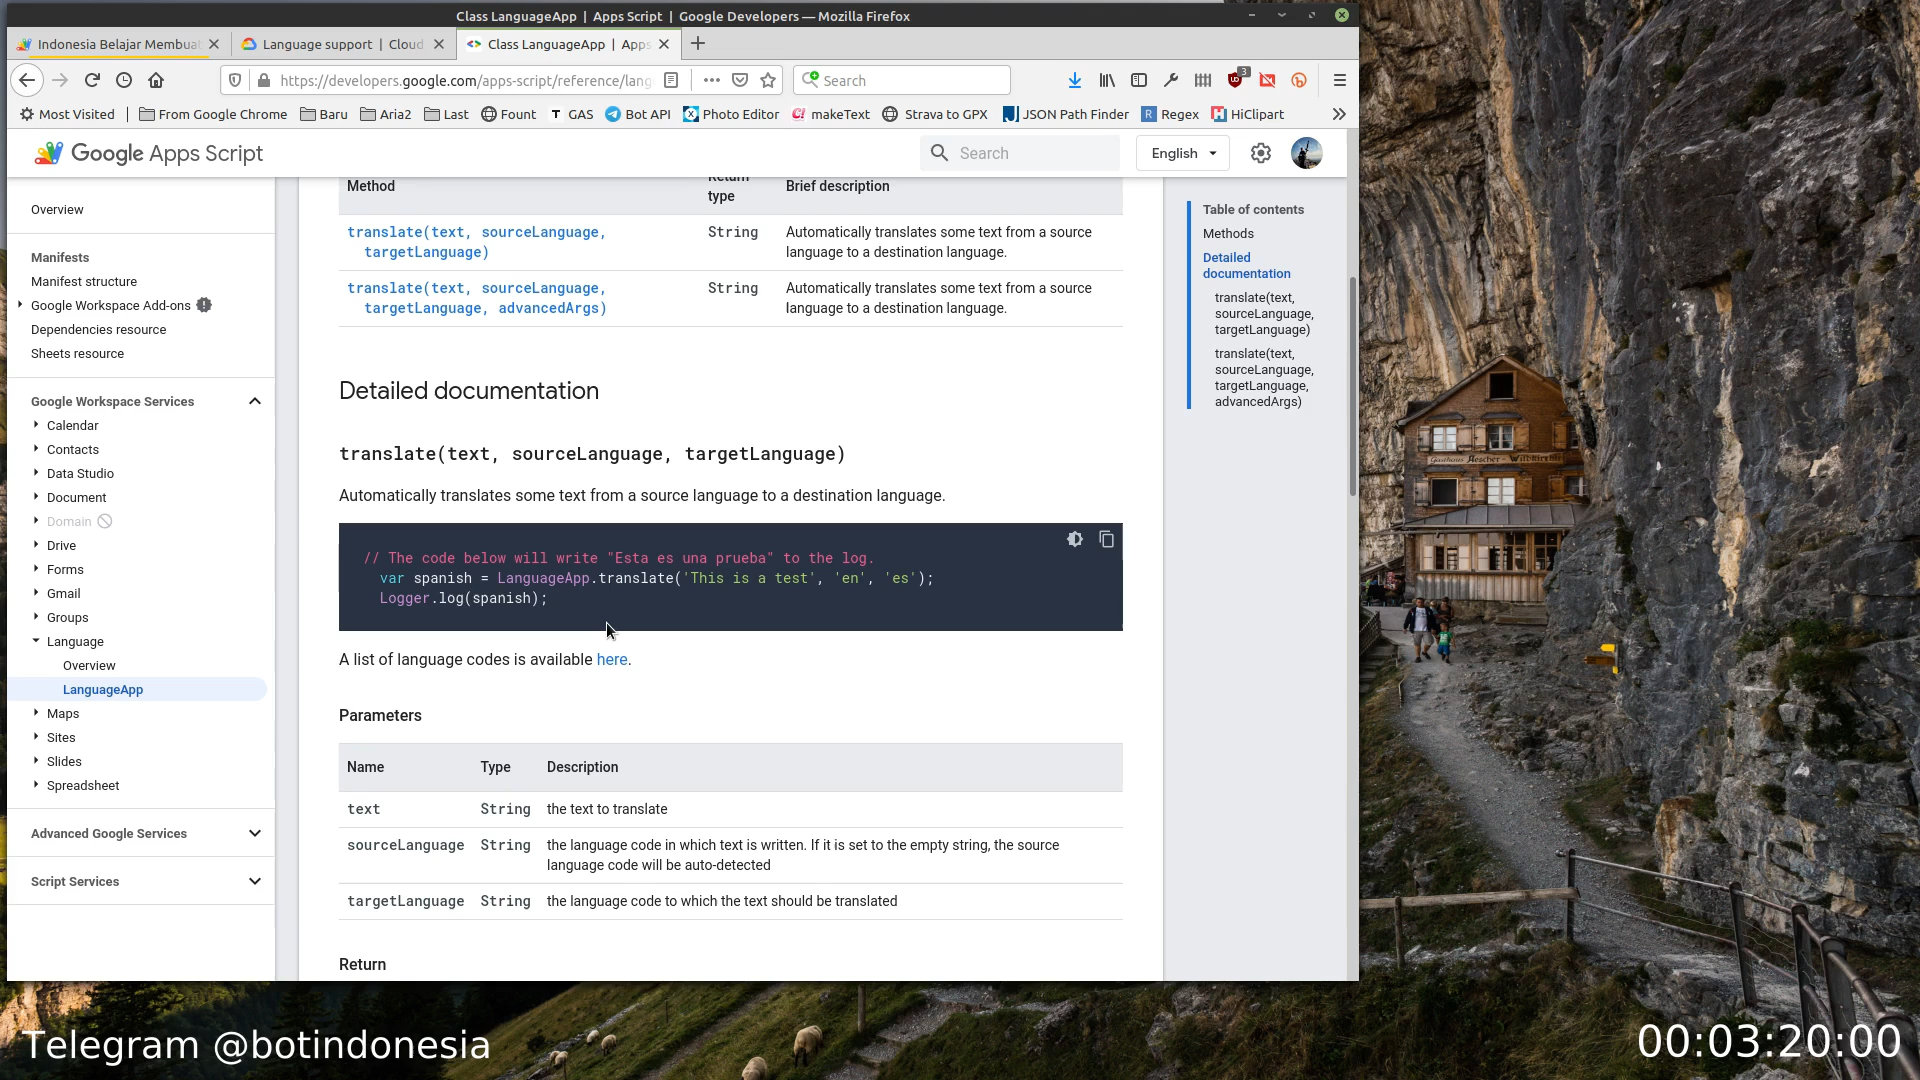 Class LanguageApp | Apps Script | Google Developers — Mozilla Firefox
Indonesia Belajar Membua
Language support | Cloud
Class LanguageApp | Apps
https://developers.google.com/apps-script/reference/lang
Search
3
Most Visited
From Google Chrome
Baru
Aria2
Last
Fount
T GAS
Bot API
Photo Editor
makeText
Strava to GPX
JSON Path Finder
R Regex
HiClipart
Google Apps Script
Search
English
Overview
Manifests
Manifest structure
Google Workspace Add-ons
Dependencies resource
Sheets resource
Google Workspace Services
Calendar
Contacts
Data Studio
Document
Domain
Drive
Forms
Gmail
Groups
Language
Overview
LanguageApp
Maps
Sites
Slides
Spreadsheet
Advanced Google Services
Script Services
Method
Return type
Brief description
translate(text, sourceLanguage,
targetLanguage)
String
Automatically translates some text from a source
language to a destination language.
translate(text, sourceLanguage,
targetLanguage, advancedArgs)
String
Automatically translates some text from a source
language to a destination language.
Detailed documentation
translate(text, sourceLanguage, targetLanguage)
Automatically translates some text from a source language to a destination language.
// The code below will write "Esta es una prueba" to the log.
var spanish = LanguageApp.translate('This is a test', 'en', 'es');
Logger.log(spanish);
A list of language codes is available here.
Parameters
Name Type Description
text String the text to translate
sourceLanguage String the language code in which text is written. If it is set to the empty string, the source
language code will be auto-detected
targetLanguage String the language code to which the text should be translated
Return
Table of contents
Methods
Detailed
documentation
translate(text,
sourceLanguage,
targetLanguage)
translate(text,
sourceLanguage,
targetLanguage,
advancedArgs)
Telegram @botindonesia
00:03:20:00